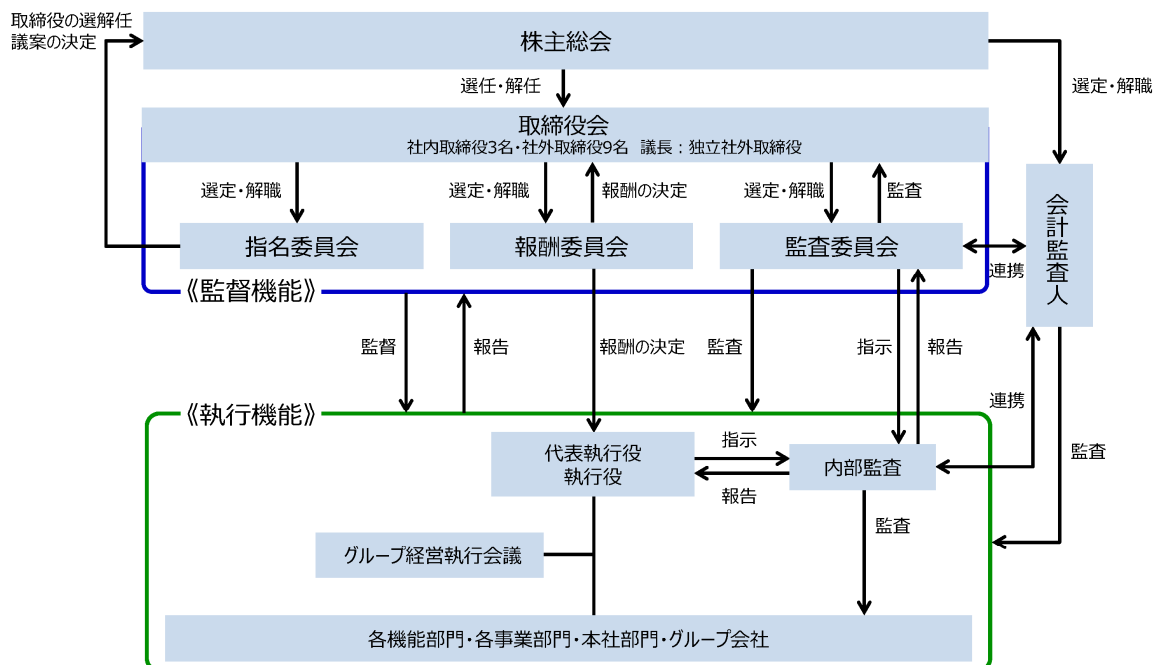 取締役の選解任
議案の決定
株主総会
選任・解任
選定・解職
取締役会
社内取締役3名・社外取締役9名 議長：独立社外取締役
選定・解職
選定・解職
報酬の決定
選定・解職
監査
指名委員会
報酬委員会
監査委員会
連携
会計監査人
《監督機能》
監督
報告
報酬の決定
監査
指示
報告
連携
監査
《執行機能》
代表執行役
執行役
指示
報告
内部監査
監査
グループ経営執行会議
各機能部門・各事業部門・本社部門・グループ会社